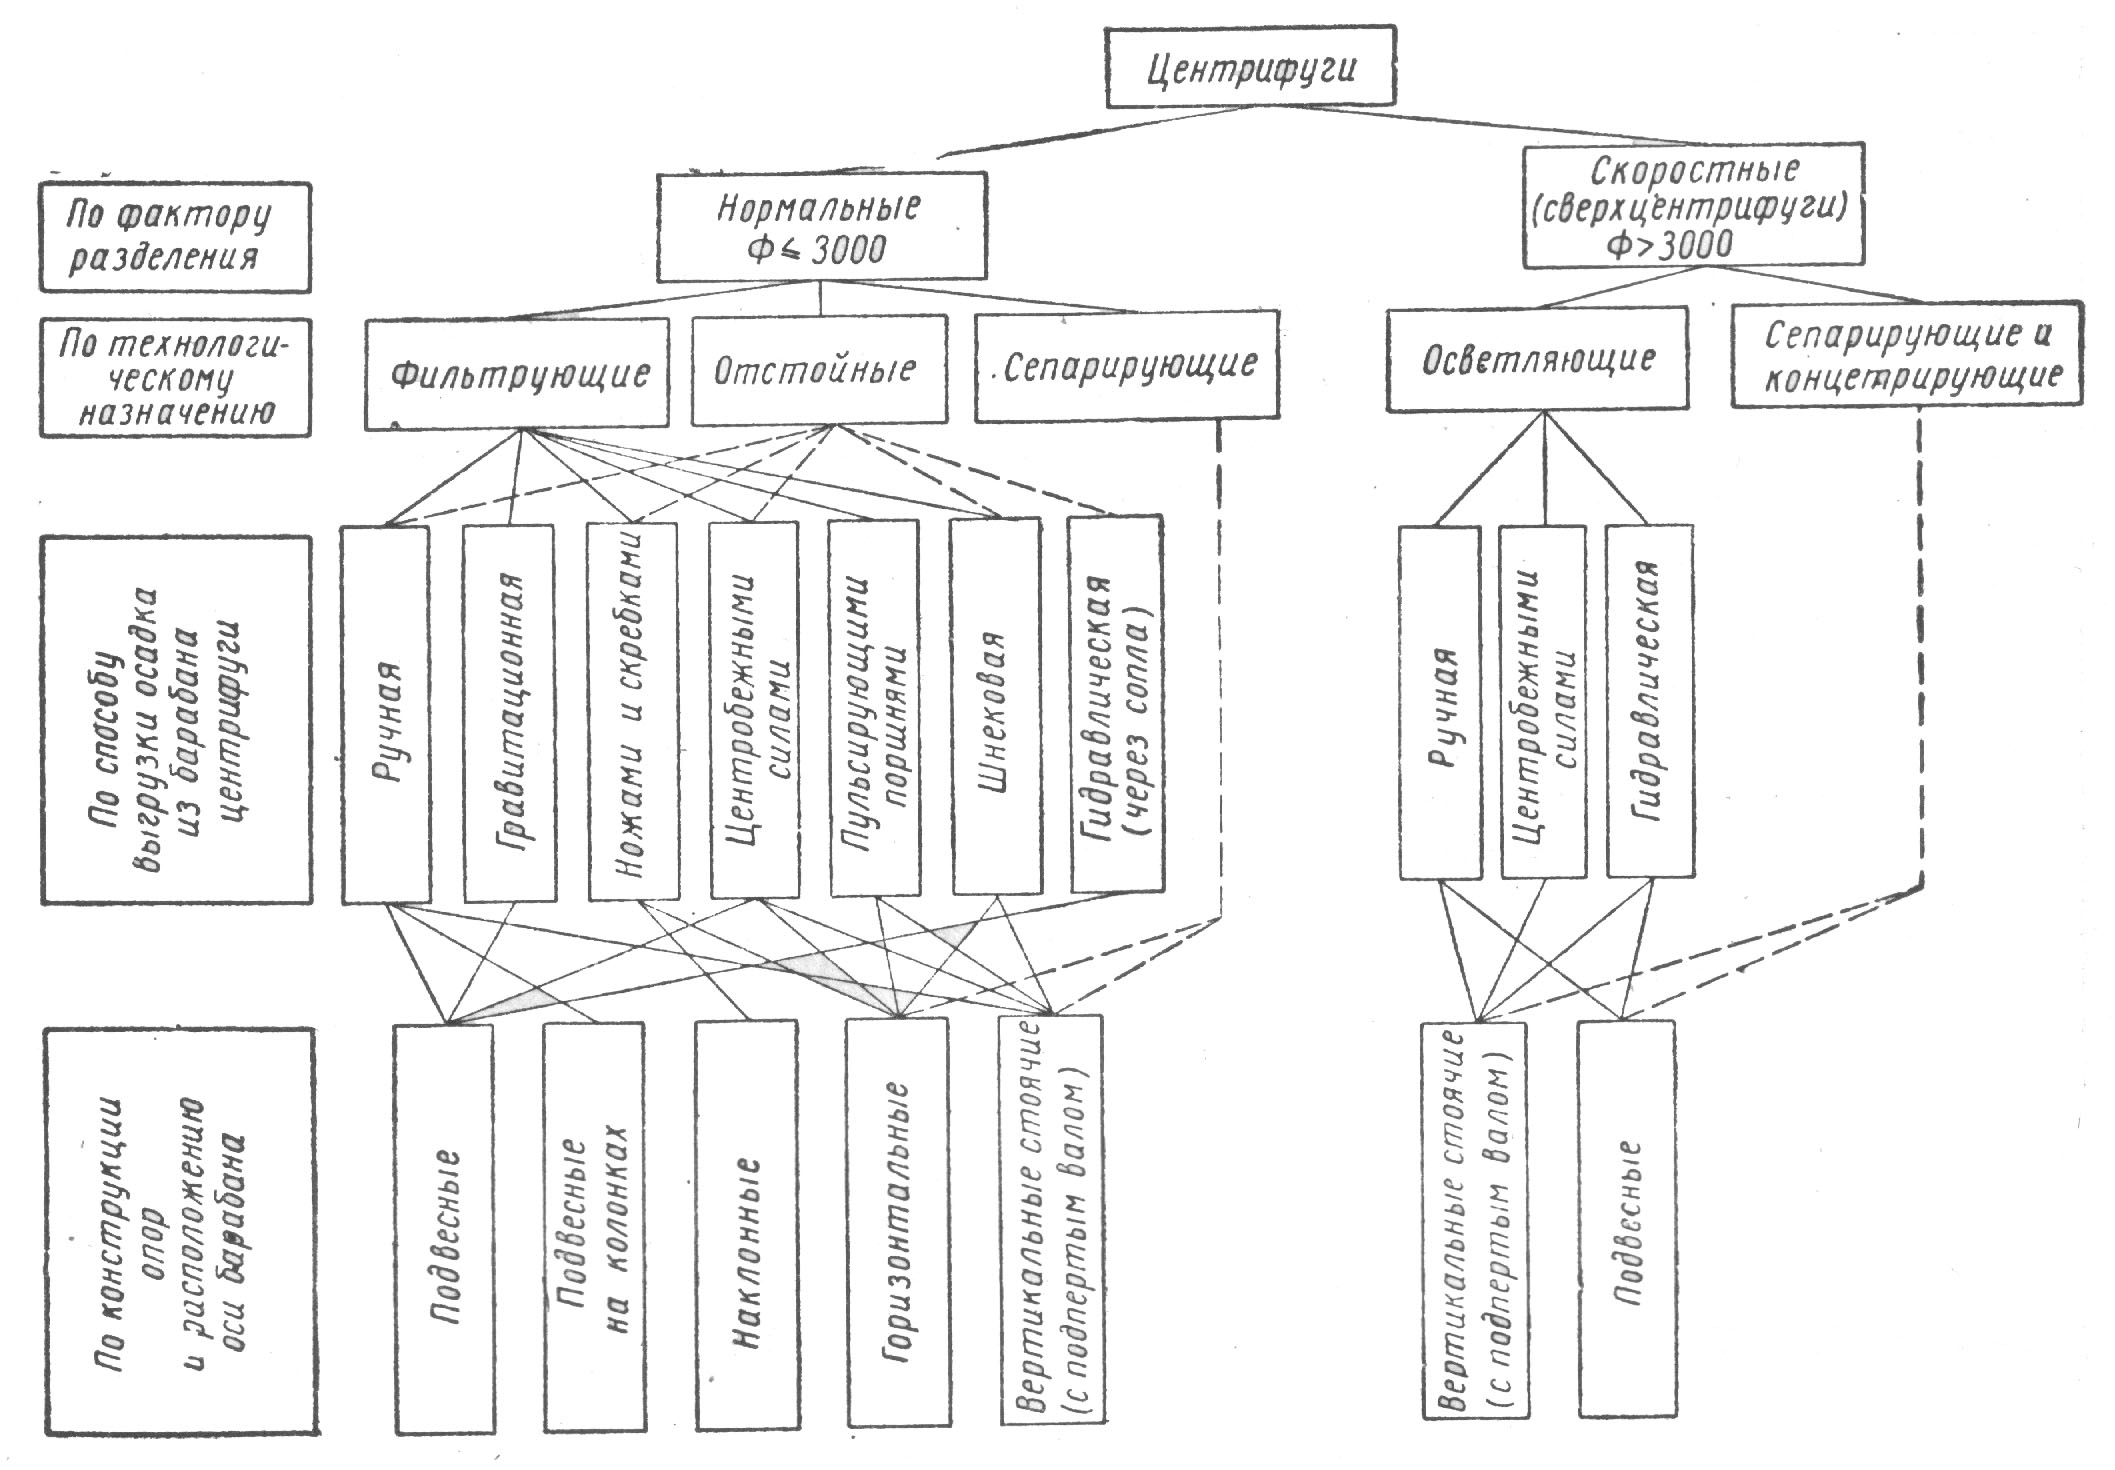 Центрифуги
По фактору
разделения
Нормальные
Ф ≤ 3000
Скоростные
(сверхцентрифуги)
Ф > 3000
По технологи-
ческому
назначению
Фильтрующие
Отстойные
Сепарирующие
Осветляющие
Сепарирующие и
концетрирующие
По способу
выгрузки осадка
из барабана
центрифуги
Ручная
Гравитационная
Ножами и скребками
Центробежными
силами
Пульсирующими
поршнями
Шнековая
Гидравлическая
(через сопла)
Ручная
Центробежными
силами
Гидравлическая
По конструкции
опор
и расположению
оси барабана
Подвесные
Подвесные
на колонках
Наклонные
Горизонтальные
Вертикальные стоячие
(с подпертым валом)
Вертикальные стоячие
(с подпертым валом)
Подвесные